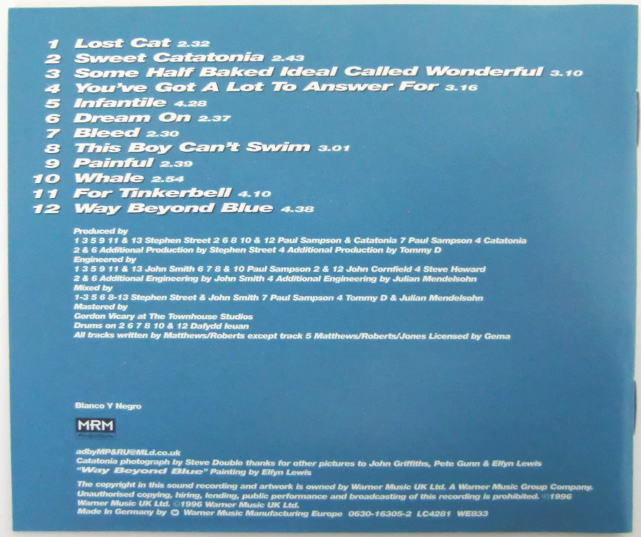 1 Lost Cat 2.32
2 Sweet Catatonia 2.43
3 Some Half Baked Ideal Called Wonderful 3.10
4 You've Got A Lot To Answer For 3.16
5 Infantile 4.28
6 Dream On 2.37
7 Bleed 2.30
8 This Boy Can't Swim 3.01
9 Painful 2.39
10 Whale 2.54
11 For Tinkerbell 4.10
12 Way Beyond Blue 4.38
Produced by
1 3 5 9 11 & 13 Stephen Street 2 6 8 10 & 12 Paul Sampson & Catatonia 7 Paul Sampson 4 Catatonia
2 & 6 Additional Production by Stephen Street 4 Additional Production by Tommy D
Engineered by
1 3 5 9 11 & 13 John Smith 6 7 8 & 10 Paul Sampson 2 & 12 John Cornfield 4 Steve Howard
2 & 6 Additional Engineering by John Smith 4 Additional Engineering by Julian Mendelsohn
Mixed by
1-3 5 6 8-13 Stephen Street & John Smith 7 Paul Sampson 4 Tommy D & Julian Mendelsohn
Mastered by
Gordon Vicary at The Townhouse Studios
Drums on 2 6 7 8 10 & 12 Dafydd Ieuan
All tracks written by Matthews/Roberts except track 5 Matthews/Roberts/Jones Licensed by Gema
Blanco Y Negro
MRM
adbyMP&RU@MLd.co.uk
Catatonia photograph by Steve Double thanks for other pictures to John Griffiths, Pete Gunn & Elfyn Lewis
"Way Beyond Blue" Painting by Elfyn Lewis
The copyright in this sound recording and artwork is owned by Warner Music UK Ltd. A Warner Music Group Company.
Unauthorised copying, hiring, lending, public performance and broadcasting of this recording is prohibited. ℗1996
Warner Music UK Ltd. ©1996 Warner Music UK Ltd.
Made in Germany by Warner Music Manufacturing Europe 0630-16305-2 LC4281 WE833